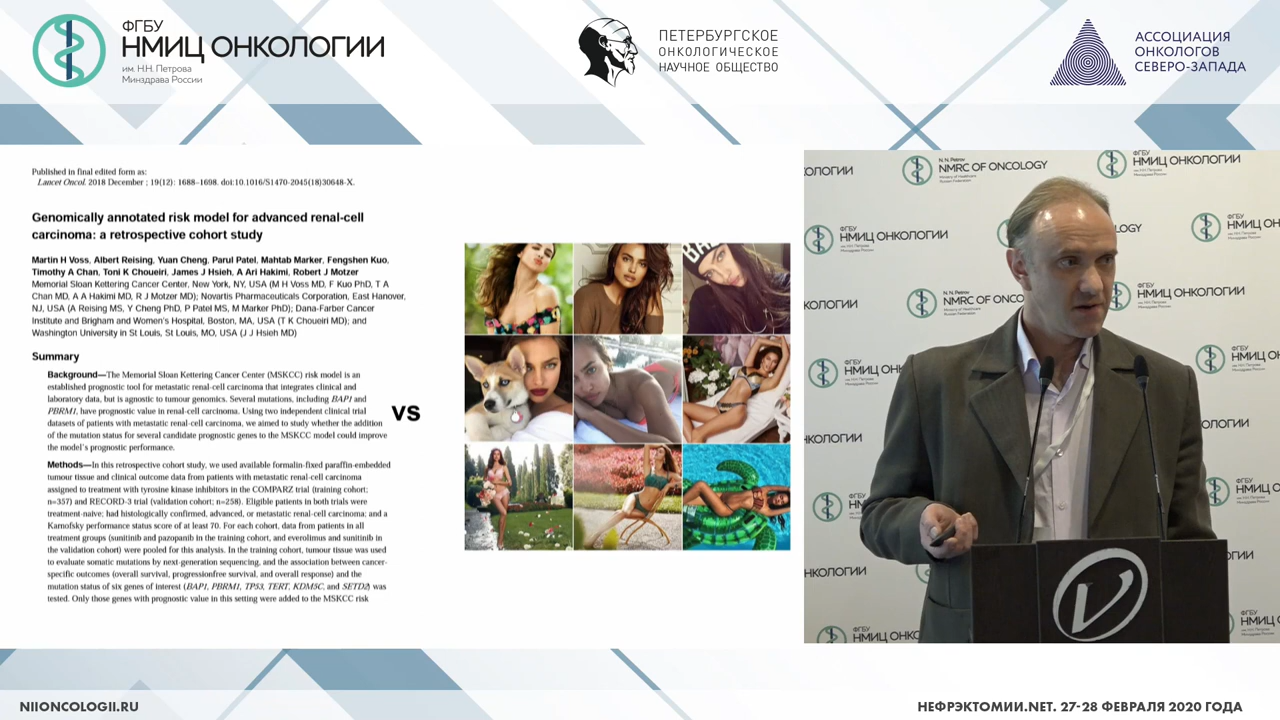 ФГБУ
НМИЦ ОНКОЛОГИИ
им. Н.Н. Петрова
Минздрава России
ПЕТЕРБУРГСКОЕ
ОНКОЛОГИЧЕСКОЕ
НАУЧНОЕ ОБЩЕСТВО
АССОЦИАЦИЯ
ОНКОЛОГОВ
СЕВЕРО-ЗАПАДА
Published in final edited form as:
Lancet Oncol. 2018 December ; 19(12): 1688–1698. doi:10.1016/S1470-2045(18)30648-X.
Genomically annotated risk model for advanced renal-cell
carcinoma: a retrospective cohort study
Martin H Voss, Albert Reising, Yuan Cheng, Parul Patel, Mahtab Marker, Fengshen Kuo,
Timothy A Chan, Toni K Choueiri, James J Hsieh, A Ari Hakimi, Robert J Motzer
Memorial Sloan Kettering Cancer Center, New York, NY, USA (M H Voss MD, F Kuo PhD, T A
Chan MD, A A Hakimi MD, R J Motzer MD); Novartis Pharmaceuticals Corporation, East Hanover,
NJ, USA (A Reising MS, Y Cheng PhD, P Patel MS, M Marker PhD); Dana-Farber Cancer
Institute and Brigham and Women's Hospital, Boston, MA, USA (T K Choueiri MD); and
Washington University in St Louis, St Louis, MO, USA (J J Hsieh MD)
Summary
Background—The Memorial Sloan Kettering Cancer Center (MSKCC) risk model is an
established prognostic tool for metastatic renal-cell carcinoma that integrates clinical and
laboratory data, but is agnostic to tumour genomics. Several mutations, including BAP1 and
PBRM1, have prognostic value in renal-cell carcinoma. Using two independent clinical trial
datasets of patients with metastatic renal-cell carcinoma, we aimed to study whether the addition
of the mutation status for several candidate prognostic genes to the MSKCC model could improve
the model's prognostic performance.
Methods—In this retrospective cohort study, we used available formalin-fixed paraffin-embedded
tumour tissue and clinical outcome data from patients with metastatic renal-cell carcinoma
assigned to treatment with tyrosine kinase inhibitors in the COMPARZ trial (training cohort;
n=357) and RECORD-3 trial (validation cohort; n=258). Eligible patients in both trials were
treatment-naive; had histologically confirmed, advanced, or metastatic renal-cell carcinoma; and a
Karnofsky performance status score of at least 70. For each cohort, data from patients in all
treatment groups (sunitinib and pazopanib in the training cohort, and everolimus and sunitinib in
the validation cohort) were pooled for this analysis. In the training cohort, tumour tissue was used
to evaluate somatic mutations by next-generation sequencing, and the association between cancer-
specific outcomes (overall survival, progressionfree survival, and overall response) and the
mutation status of six genes of interest (BAP1, PBRM1, TP53, TERT, KDM5C, and SETD2) was
tested. Only those genes with prognostic value in this setting were added to the MSKCC risk
VS
N.N. Petrov
NMRC OF ONCOLOGY
ФГБУ
НМИЦ ОНКОЛОГИИ
V
NIIONCOLOGII.RU
НЕФРЭКТОМИИ.NET. 27-28 ФЕВРАЛЯ 2020 ГОДА